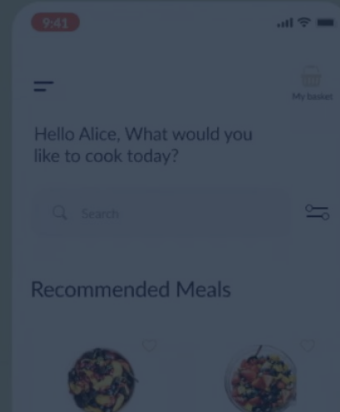 9:41
My basket
Hello Alice, What would you
like to cook today?
Search
Recommended Meals